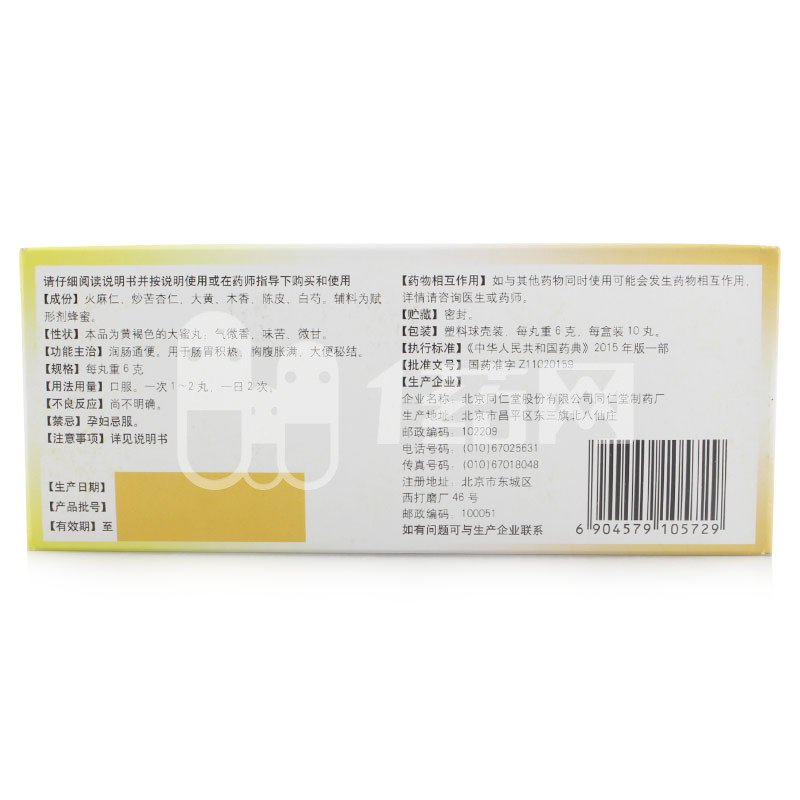 请仔细阅读说明书并按说明使用或在药师指导下购买和使用
【成份】火麻仁、炒苦杏仁、大黄、木香、陈皮、白芍。辅料为赋
形剂蜂蜜。
【性状】本品为黄褐色的大蜜丸；气微香，味苦、微甘。
【功能主治】润肠通便。用于肠胃积热，胸腹胀满，大便秘结。
【规格】每丸重6克
【用法用量】口服。一次1～2丸，一日2次。
【不良反应】尚不明确。
【禁忌】孕妇忌服。
【注意事项】详见说明书
【生产日期】
【产品批号】
【有效期】至
【药物相互作用】如与其他药物同时使用可能会发生药物相互作用，
详情请咨询医生或药师。
【贮藏】密封。
【包装】塑料球壳装，每丸重6克，每盒装10丸。
【执行标准】《中华人民共和国药典》2015年版一部
【批准文号】国药准字Z11020159
【生产企业】
企业名称：北京同仁堂股份有限公司同仁堂制药厂
生产地址：北京市昌平区东三旗北八仙庄
邮政编码：102209
电话号码：(010)67025631
传真号码：(010)67018048
注册地址：北京市东城区
西打磨厂46号
邮政编码：100051
如有问题可与生产企业联系
6 904579 105729